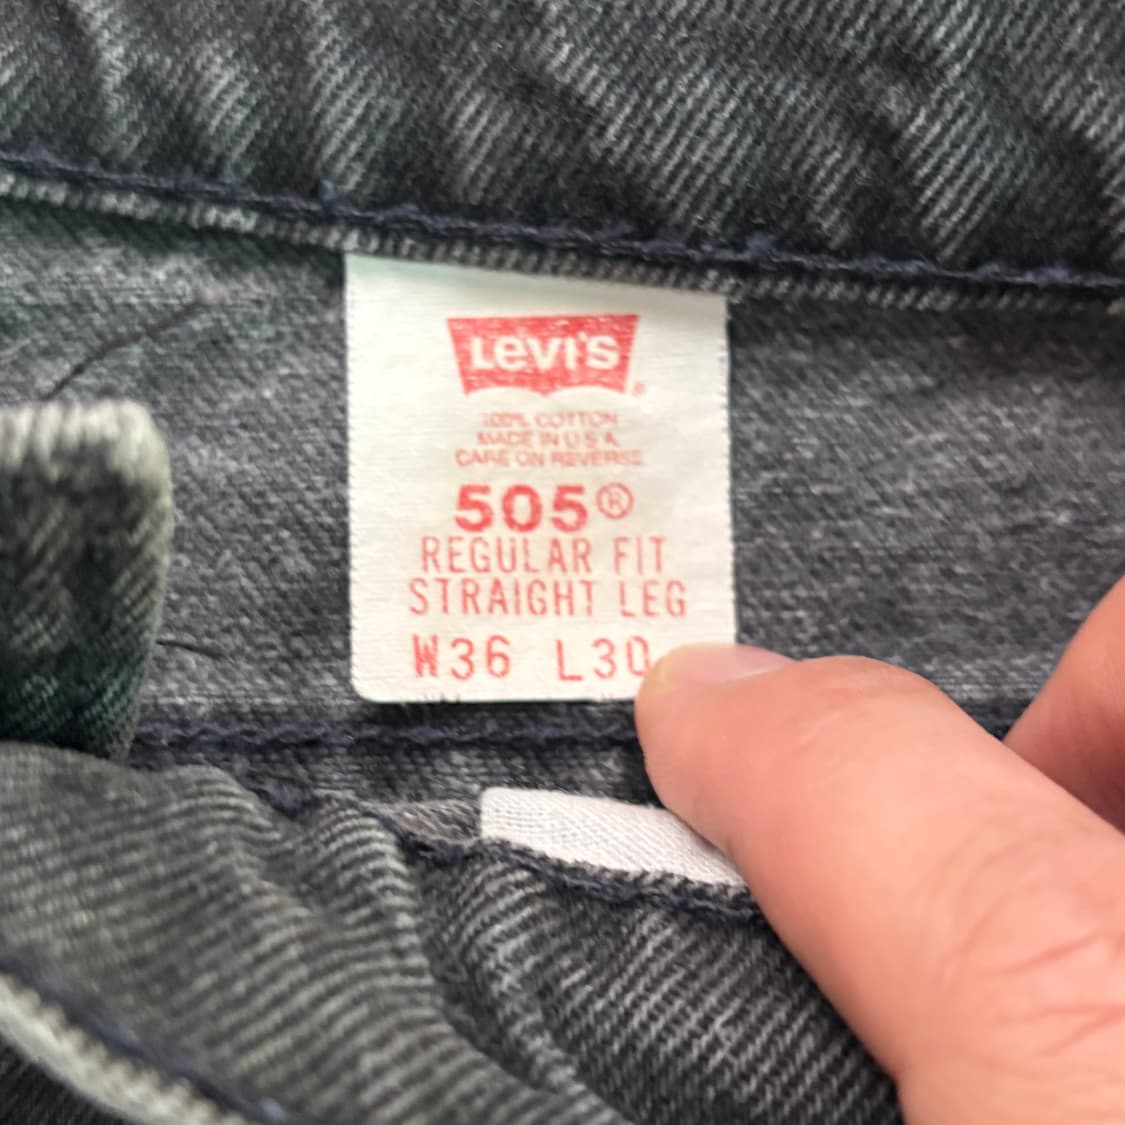 LEVI'S®
100% COTTON
MADE IN U.S.A.
CARE ON REVERSE
505®
REGULAR FIT
STRAIGHT LEG
W36 L30